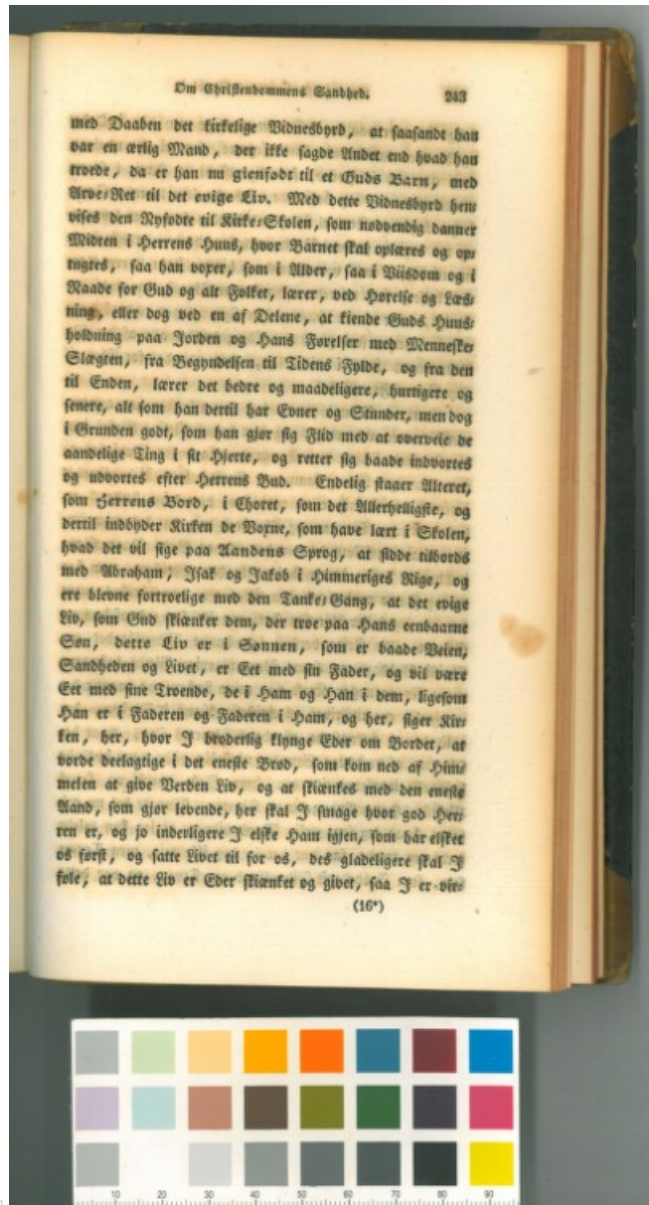 Om Christendommens Sandhed. 243
med Daaben det kirkelige Vidnesbyrd, at saasandt han
var en ærlig Mand, der ikke sagde Andet end hvad han
troede, da er han nu gienfødt til et Guds Barn, med
Arve-Ret til det evige Liv. Med dette Vidnesbyrd hen-
vises den Nyfødte til Kirke-Skolen, som nødvendig danner
Midten i Herrens Huus, hvor Barnet skal oplæres og op-
tugtes, saa han voxer, som i Alder, saa i Viisdom og i
Naade for Gud og alt Folket, lærer, ved Hørelse og Læs-
ning, eller dog ved en af Delene, at kiende Guds Huus-
holdning paa Jorden og Hans Førelser med Menneske-
Slægten, fra Begyndelsen til Tidens Fylde, og fra den
til Enden, lærer det bedre og maadeligere, hurtigere og
senere, alt som han dertil har Evner og Stunder, men dog
i Grunden godt, som han gjør sig Flid med at overveie de
aandelige Ting i sit Hjerte, og retter sig baade indvortes
og udvortes efter Herrens Bud. Endelig staaer Alteret,
som Herrens Bord, i Choret, som det Allerhelligste, og
dertil indbyder Kirken de Voxne, som have lært i Skolen,
hvad det vil sige paa Aandens Sprog, at sidde tilbords
med Abraham, Isak og Jakob i Himmeriges Rige, og
ere blevne fortroelige med den Tanke-Gang, at det evige
Liv, som Gud skiænker dem, der troe paa Hans eenbaarne
Søn, dette Liv er i Sønnen, som er baade Veien,
Sandheden og Livet, er Eet med sin Fader, og vil være
Eet med sine Troende, de i Ham og Han i dem, ligesom
Han er i Faderen og Faderen i Ham, og her, siger Kir-
ken, her, hvor I broderlig klynge Eder om Bordet, at
vorde deelagtige i det eneste Brød, som kom ned af Him-
melen at give Verden Liv, og at skiænkes med den eneste
Aand, som gjør levende, her skal I smage hvor god Her-
ren er, og jo inderligere I elske Ham igjen, som har elsket
os først, og satte Livet til for os, des gladeligere skal I
føle, at dette Liv er Eder skiænket og givet, saa I er vir-
(16*)
10 20 30 40 50 60 70 80 90